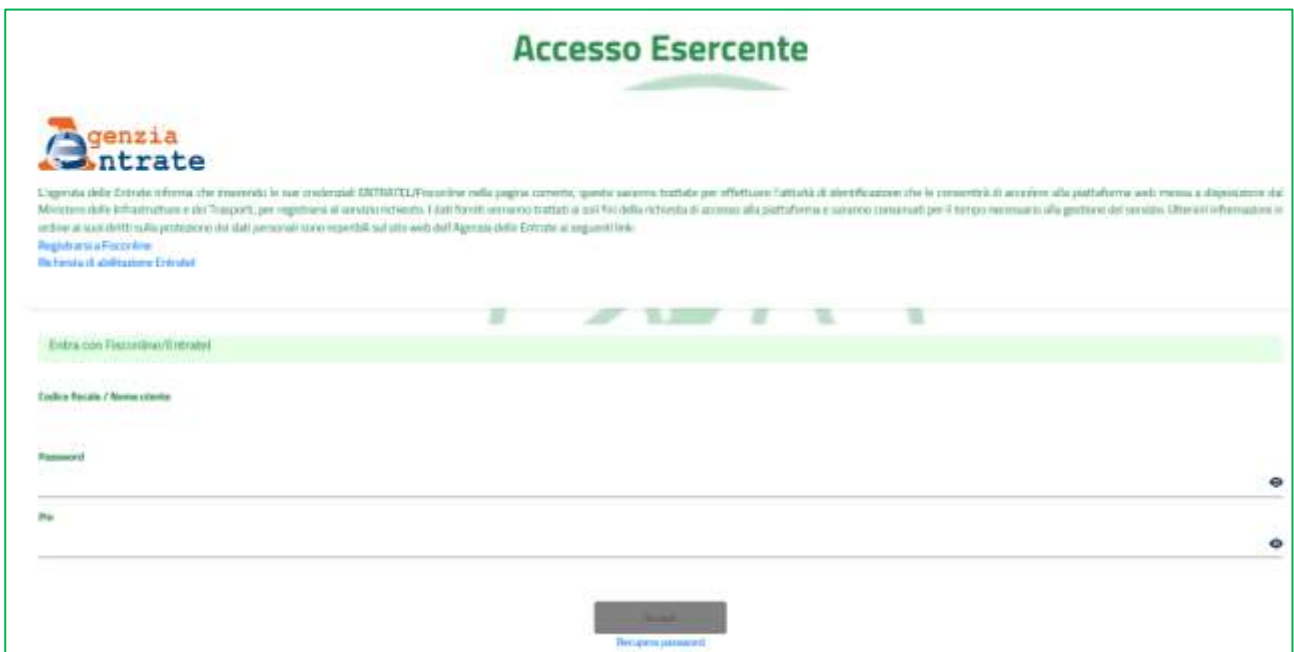 Accesso Esercente
Agenzia
Entrate
L'agenzia delle Entrate informa che inserendo le sue credenziali ENTRATEL/Fisconline nella pagina corrente, queste saranno trattate per effettuare l'attività di identificazione che le consentirà di accedere alla piattaforma web messa a disposizione dal
Ministero delle Infrastrutture e dei Trasporti, per registrarsi al servizio richiesto. I dati forniti verranno trattati ai soli fini della richiesta di accesso alla piattaforma e saranno conservati per il tempo necessario alla gestione del servizio. Ulteriori informazioni in
ordine ai suoi diritti sulla protezione dei dati personali sono reperibili sul sito web dell'Agenzia delle Entrate ai seguenti link:
Registrarsi a Fisconline
Richiesta di abilitazione Entratel
Entra con Fisconline/Entratel
Codice fiscale / Nome utente
Password
Pin
Recupera password